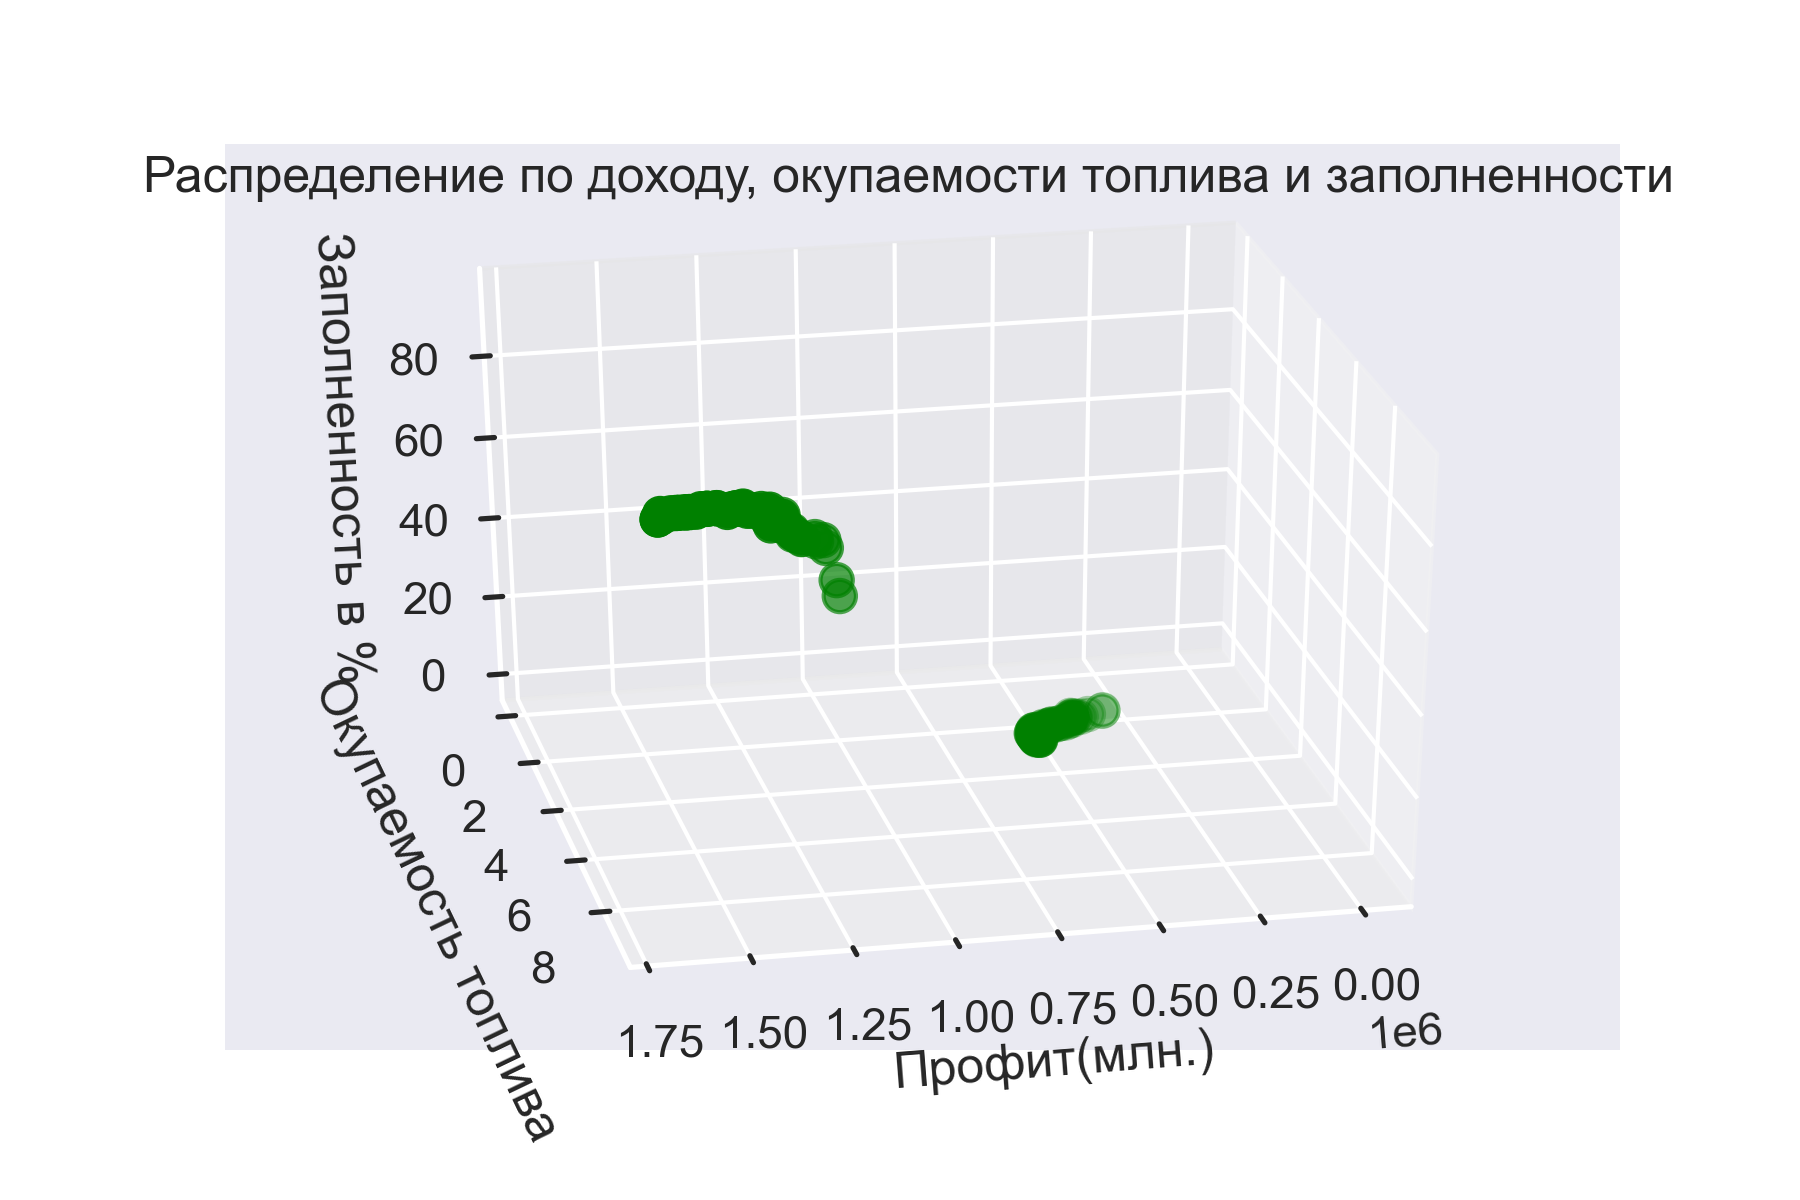 Распределение по доходу, окупаемости топлива и заполненности
Заполненность в %
80
60
40
20
0
Окупаемость топлива
0
2
4
6
8
1.75 1.50 1.25 1.00 0.75 0.50 0.25 0.00
1e6
Профит(млн.)